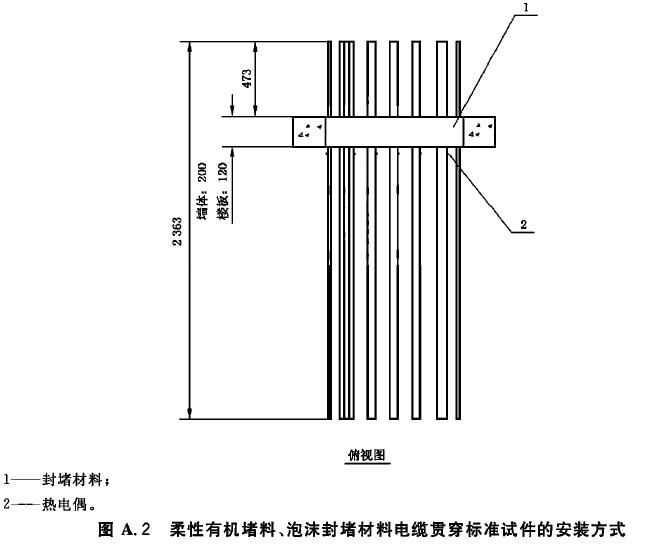 1
473
墙体：200
楼板：120
2 363
2
俯视图
1——封堵材料；
2——热电偶。
图 A.2 柔性有机堵料、泡沫封堵材料电缆贯穿标准试件的安装方式